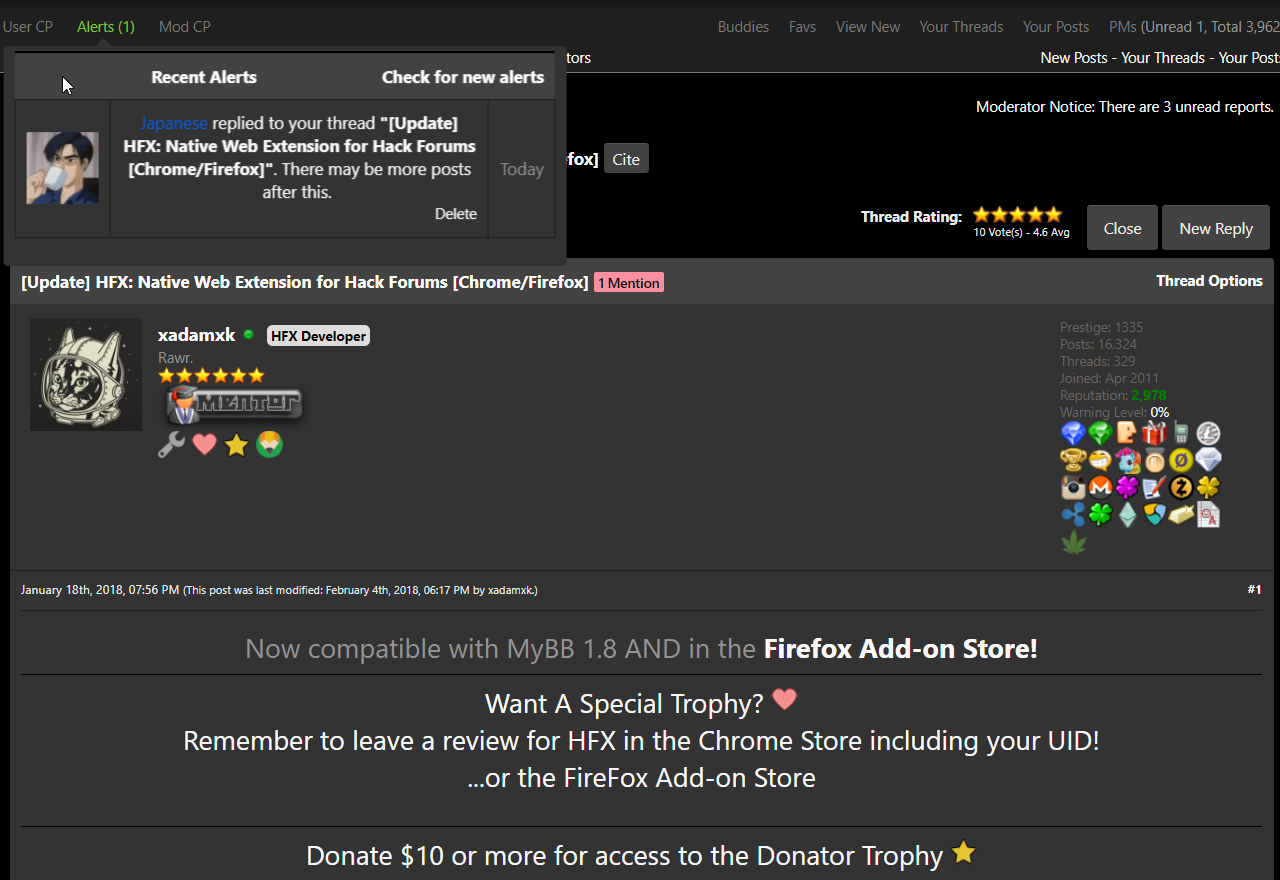 User CP Alerts (1) Mod CP Buddies Favs View New Your Threads Your Posts PMs (Unread 1, Total 3,962
tors New Posts - Your Threads - Your Post
Recent Alerts Check for new alerts
Moderator Notice: There are 3 unread reports.
Japanese replied to your thread "[Update]
HFX: Native Web Extension for Hack Forums
[Chrome/Firefox]". There may be more posts
after this.
Today
Delete
efox] Cite
Thread Rating:
10 Vote(s) - 4.6 Avg
Close New Reply
[Update] HFX: Native Web Extension for Hack Forums [Chrome/Firefox] 1 Mention Thread Options
xadamxk HFX Developer
Rawr.
MENTOR
Prestige: 1335
Posts: 16,324
Threads: 329
Joined: Apr 2011
Reputation: 2,978
Warning Level: 0%
January 18th, 2018, 07:56 PM (This post was last modified: February 4th, 2018, 06:17 PM by xadamxk.) #1
Now compatible with MyBB 1.8 AND in the Firefox Add-on Store!
Want A Special Trophy?
Remember to leave a review for HFX in the Chrome Store including your UID!
...or the FireFox Add-on Store
Donate $10 or more for access to the Donator Trophy